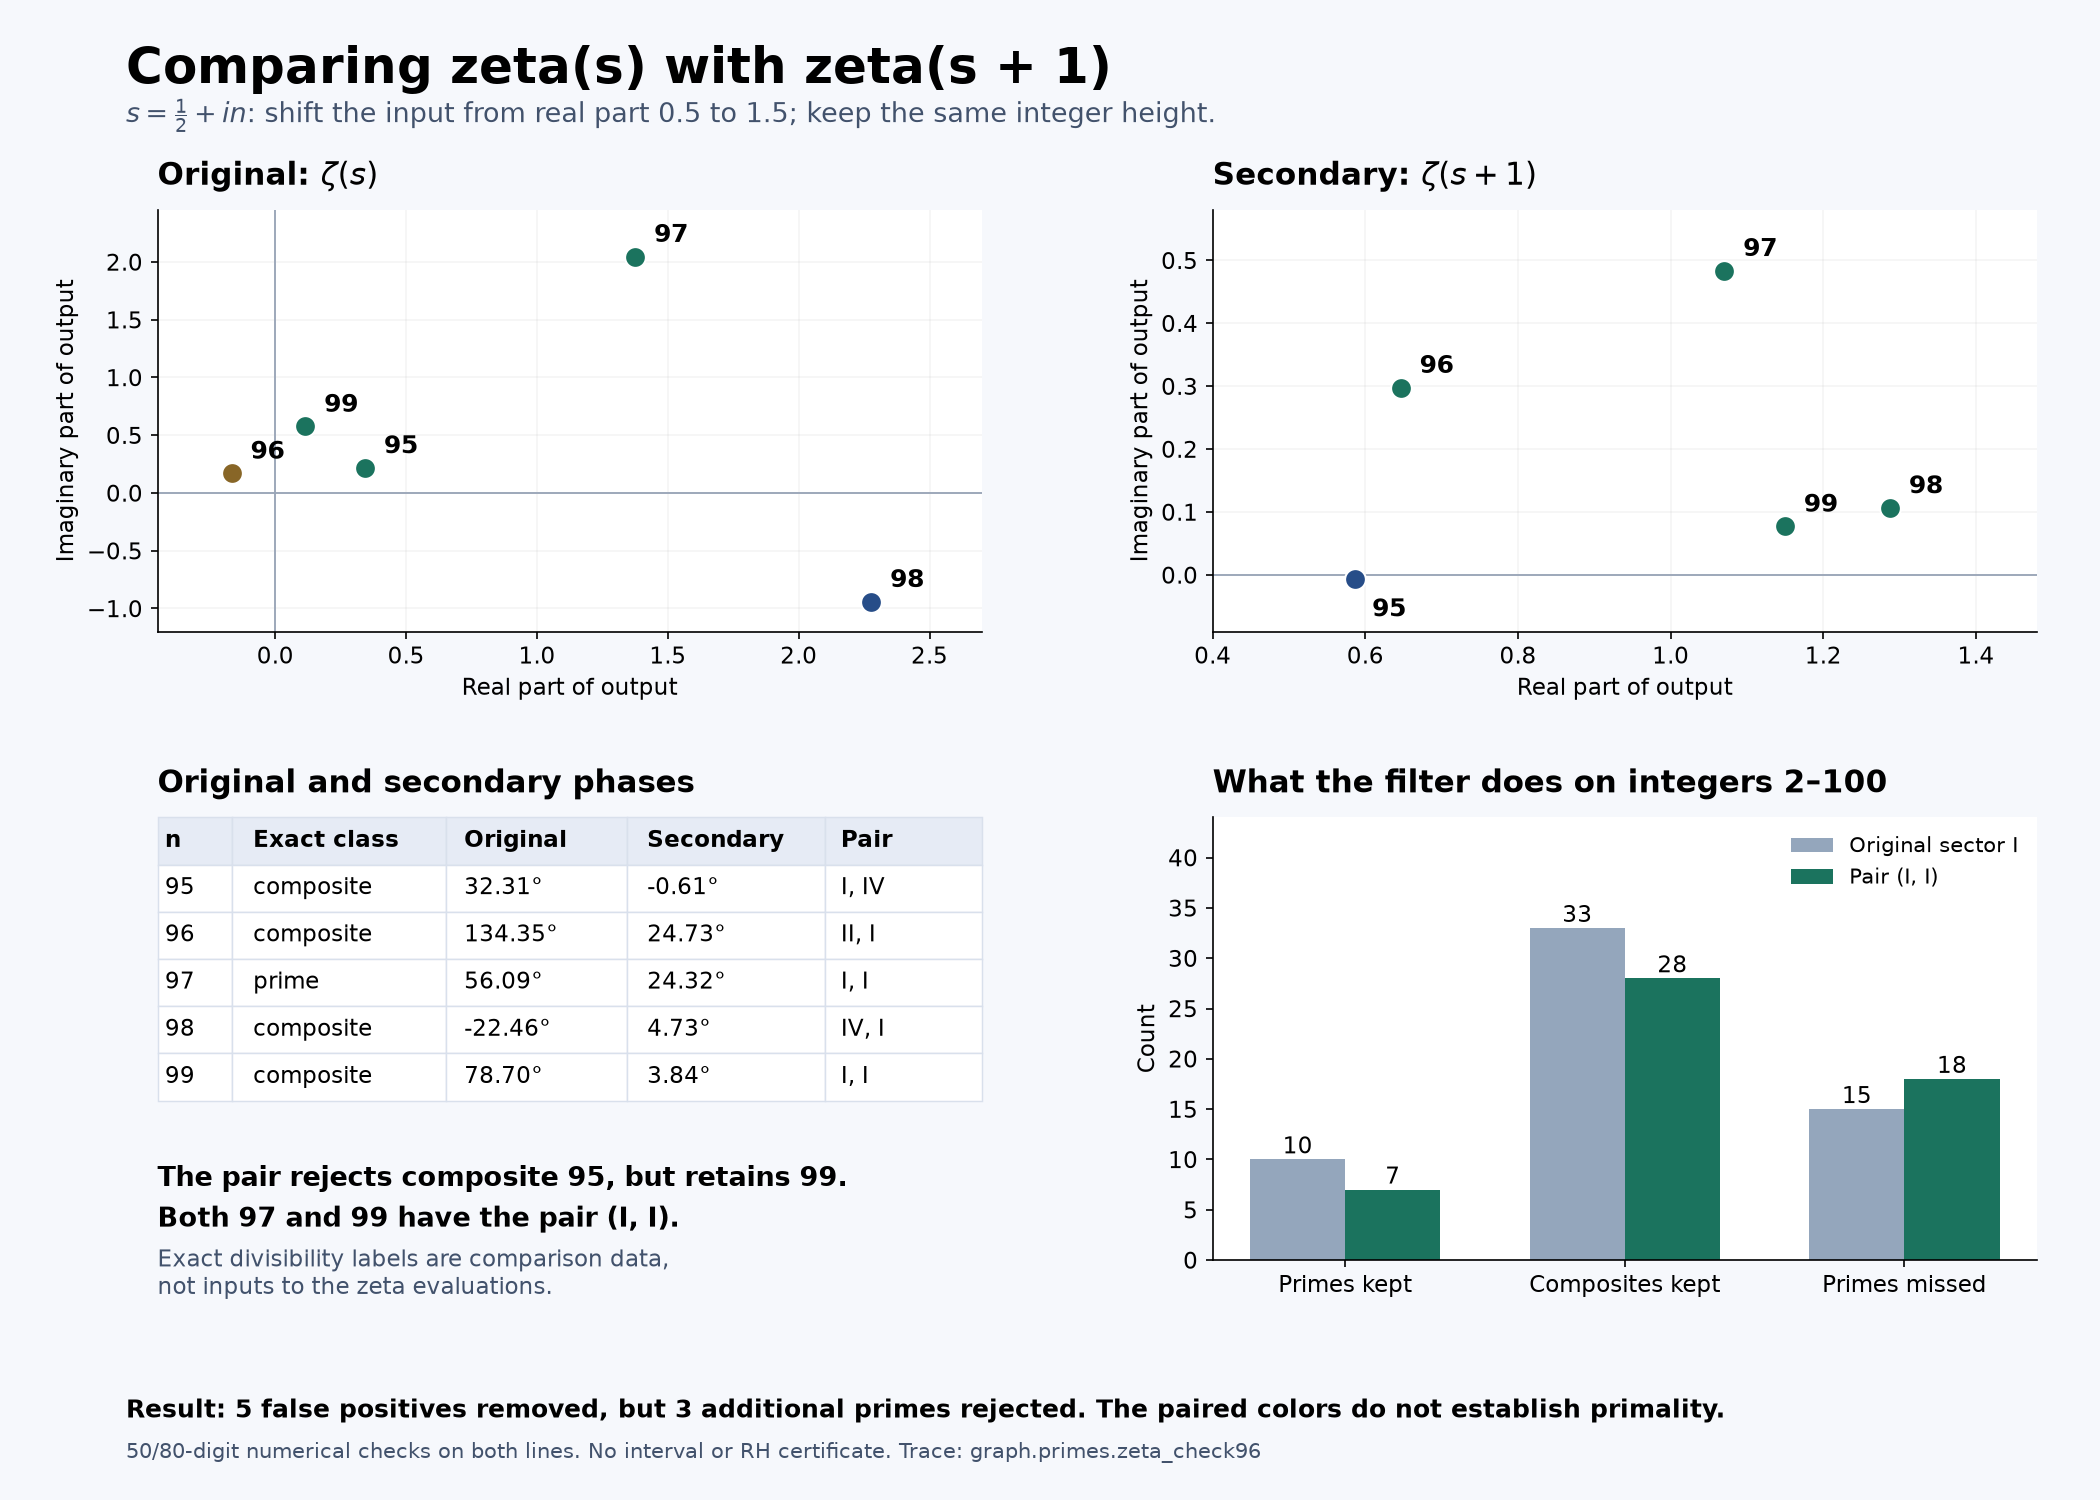 Comparing zeta(s) with zeta(s + 1)
s = 1/2 + in: shift the input from real part 0.5 to 1.5; keep the same integer height.
Original: ζ(s)
2.0
1.5
1.0
0.5
0.0
−0.5
−1.0
97
99
96
95
98
0.0 0.5 1.0 1.5 2.0 2.5
Real part of output
Imaginary part of output
Secondary: ζ(s + 1)
0.5
0.4
0.3
0.2
0.1
0.0
97
96
98
99
95
0.4 0.6 0.8 1.0 1.2 1.4
Real part of output
Imaginary part of output
Original and secondary phases
n Exact class Original Secondary Pair
95 composite 32.31° -0.61° I, IV
96 composite 134.35° 24.73° II, I
97 prime 56.09° 24.32° I, I
98 composite -22.46° 4.73° IV, I
99 composite 78.70° 3.84° I, I
The pair rejects composite 95, but retains 99.
Both 97 and 99 have the pair (I, I).
Exact divisibility labels are comparison data,
not inputs to the zeta evaluations.
What the filter does on integers 2–100
Original sector I
Pair (I, I)
40
35
30
25
20
15
10
5
0
Count
10 7 33 28 15 18
Primes kept Composites kept Primes missed
Result: 5 false positives removed, but 3 additional primes rejected. The paired colors do not establish primality.
50/80-digit numerical checks on both lines. No interval or RH certificate. Trace: graph.primes.zeta_check96